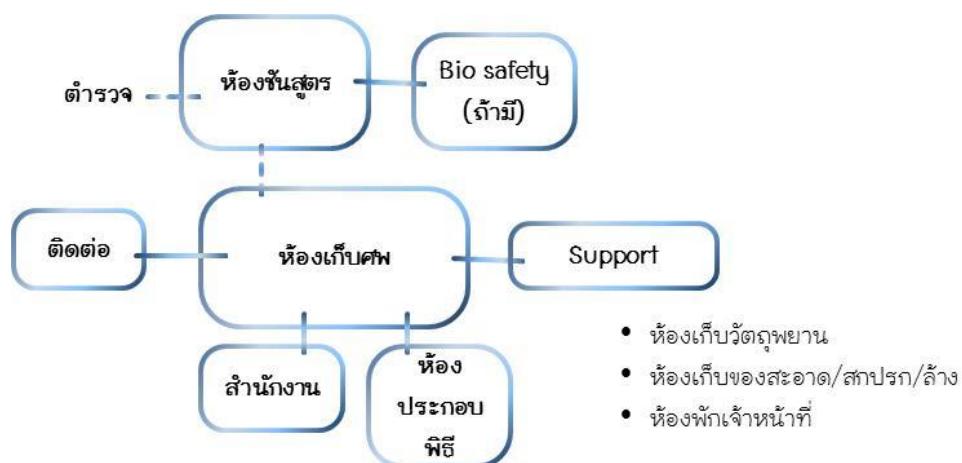 ห้องชันสูตร
Bio safety
(ถ้ามี)
ตำรวจ
ติดต่อ
ห้องเก็บศพ
Support
สำนักงาน
ห้อง
ประกอบ
พิธี
• ห้องเก็บวัตถุพยาน
• ห้องเก็บของสะอาด/สกปรก/ล้าง
• ห้องพักเจ้าหน้าที่